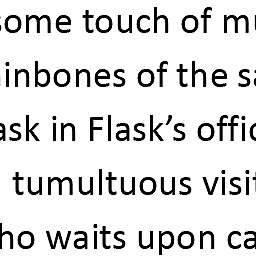 some touch of mu
inbones of the sa
ask in Flask’s offic
tumultuous visit
ho waits upon ca